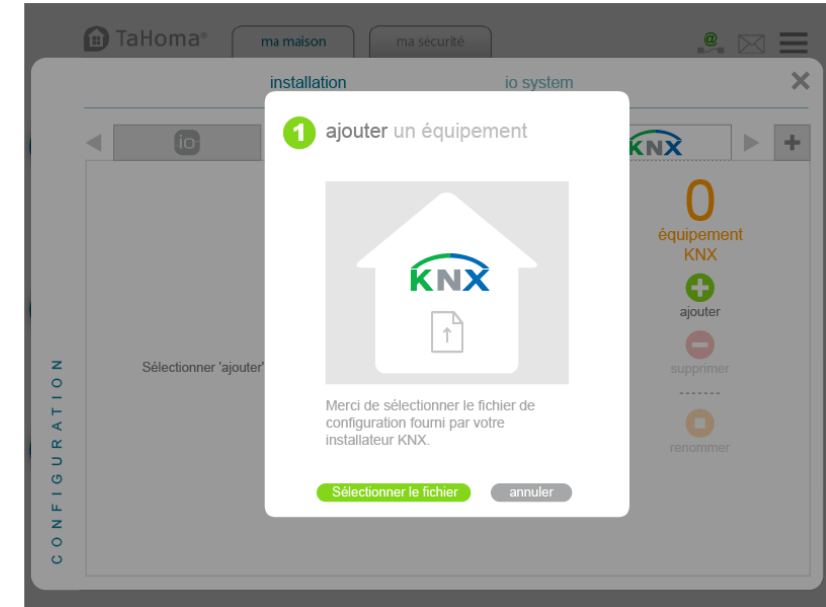 TaHoma®
ma maison
ma sécurité
@
installation
io system
io
KNX
1 ajouter un équipement
KNX
Merci de sélectionner le fichier de
configuration fourni par votre
installateur KNX.
Sélectionner le fichier
annuler
Sélectionner 'ajouter'
0
équipement
KNX
ajouter
supprimer
renommer
CONFIGURATION